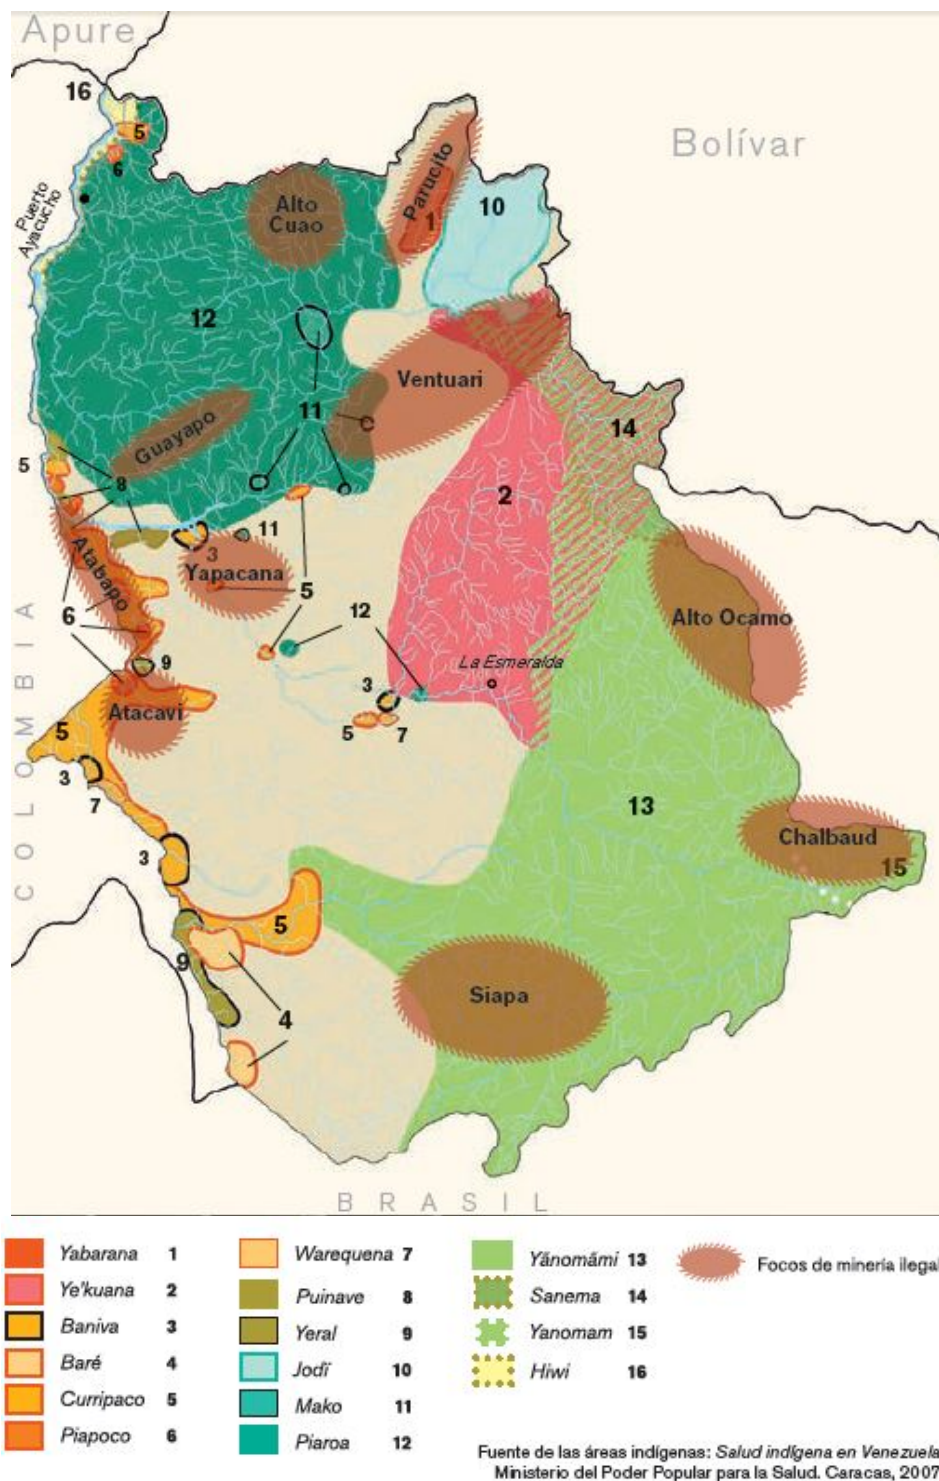 Apure
16
5
Bolívar
6
Parucito
Puerto
Ayacucho
Alto
Cuao
1
10
12
Ventuari
11
14
Guayapo
5
8
2
11
3
Yapacana
Atabapo
5
Alto Ocamo
6
12
9
La Esmeralda
3
Atacavi
5
5
7
COLOMBIA
3
7
13
Chalbaud
3
15
5
9
Siapa
4
BRASIL
Yabarana 1
Ye'kuana 2
Baniva 3
Baré 4
Curripaco 5
Piapoco 6
Warequena 7
Puinave 8
Yeral 9
Jodï 10
Mako 11
Piaroa 12
Yãnomãmi 13
Sanema 14
Yanomam 15
Hiwi 16
Focos de minería ilegal
Fuente de las áreas indígenas: Salud indígena en Venezuela
Ministerio del Poder Popular para la Salud. Caracas, 2007